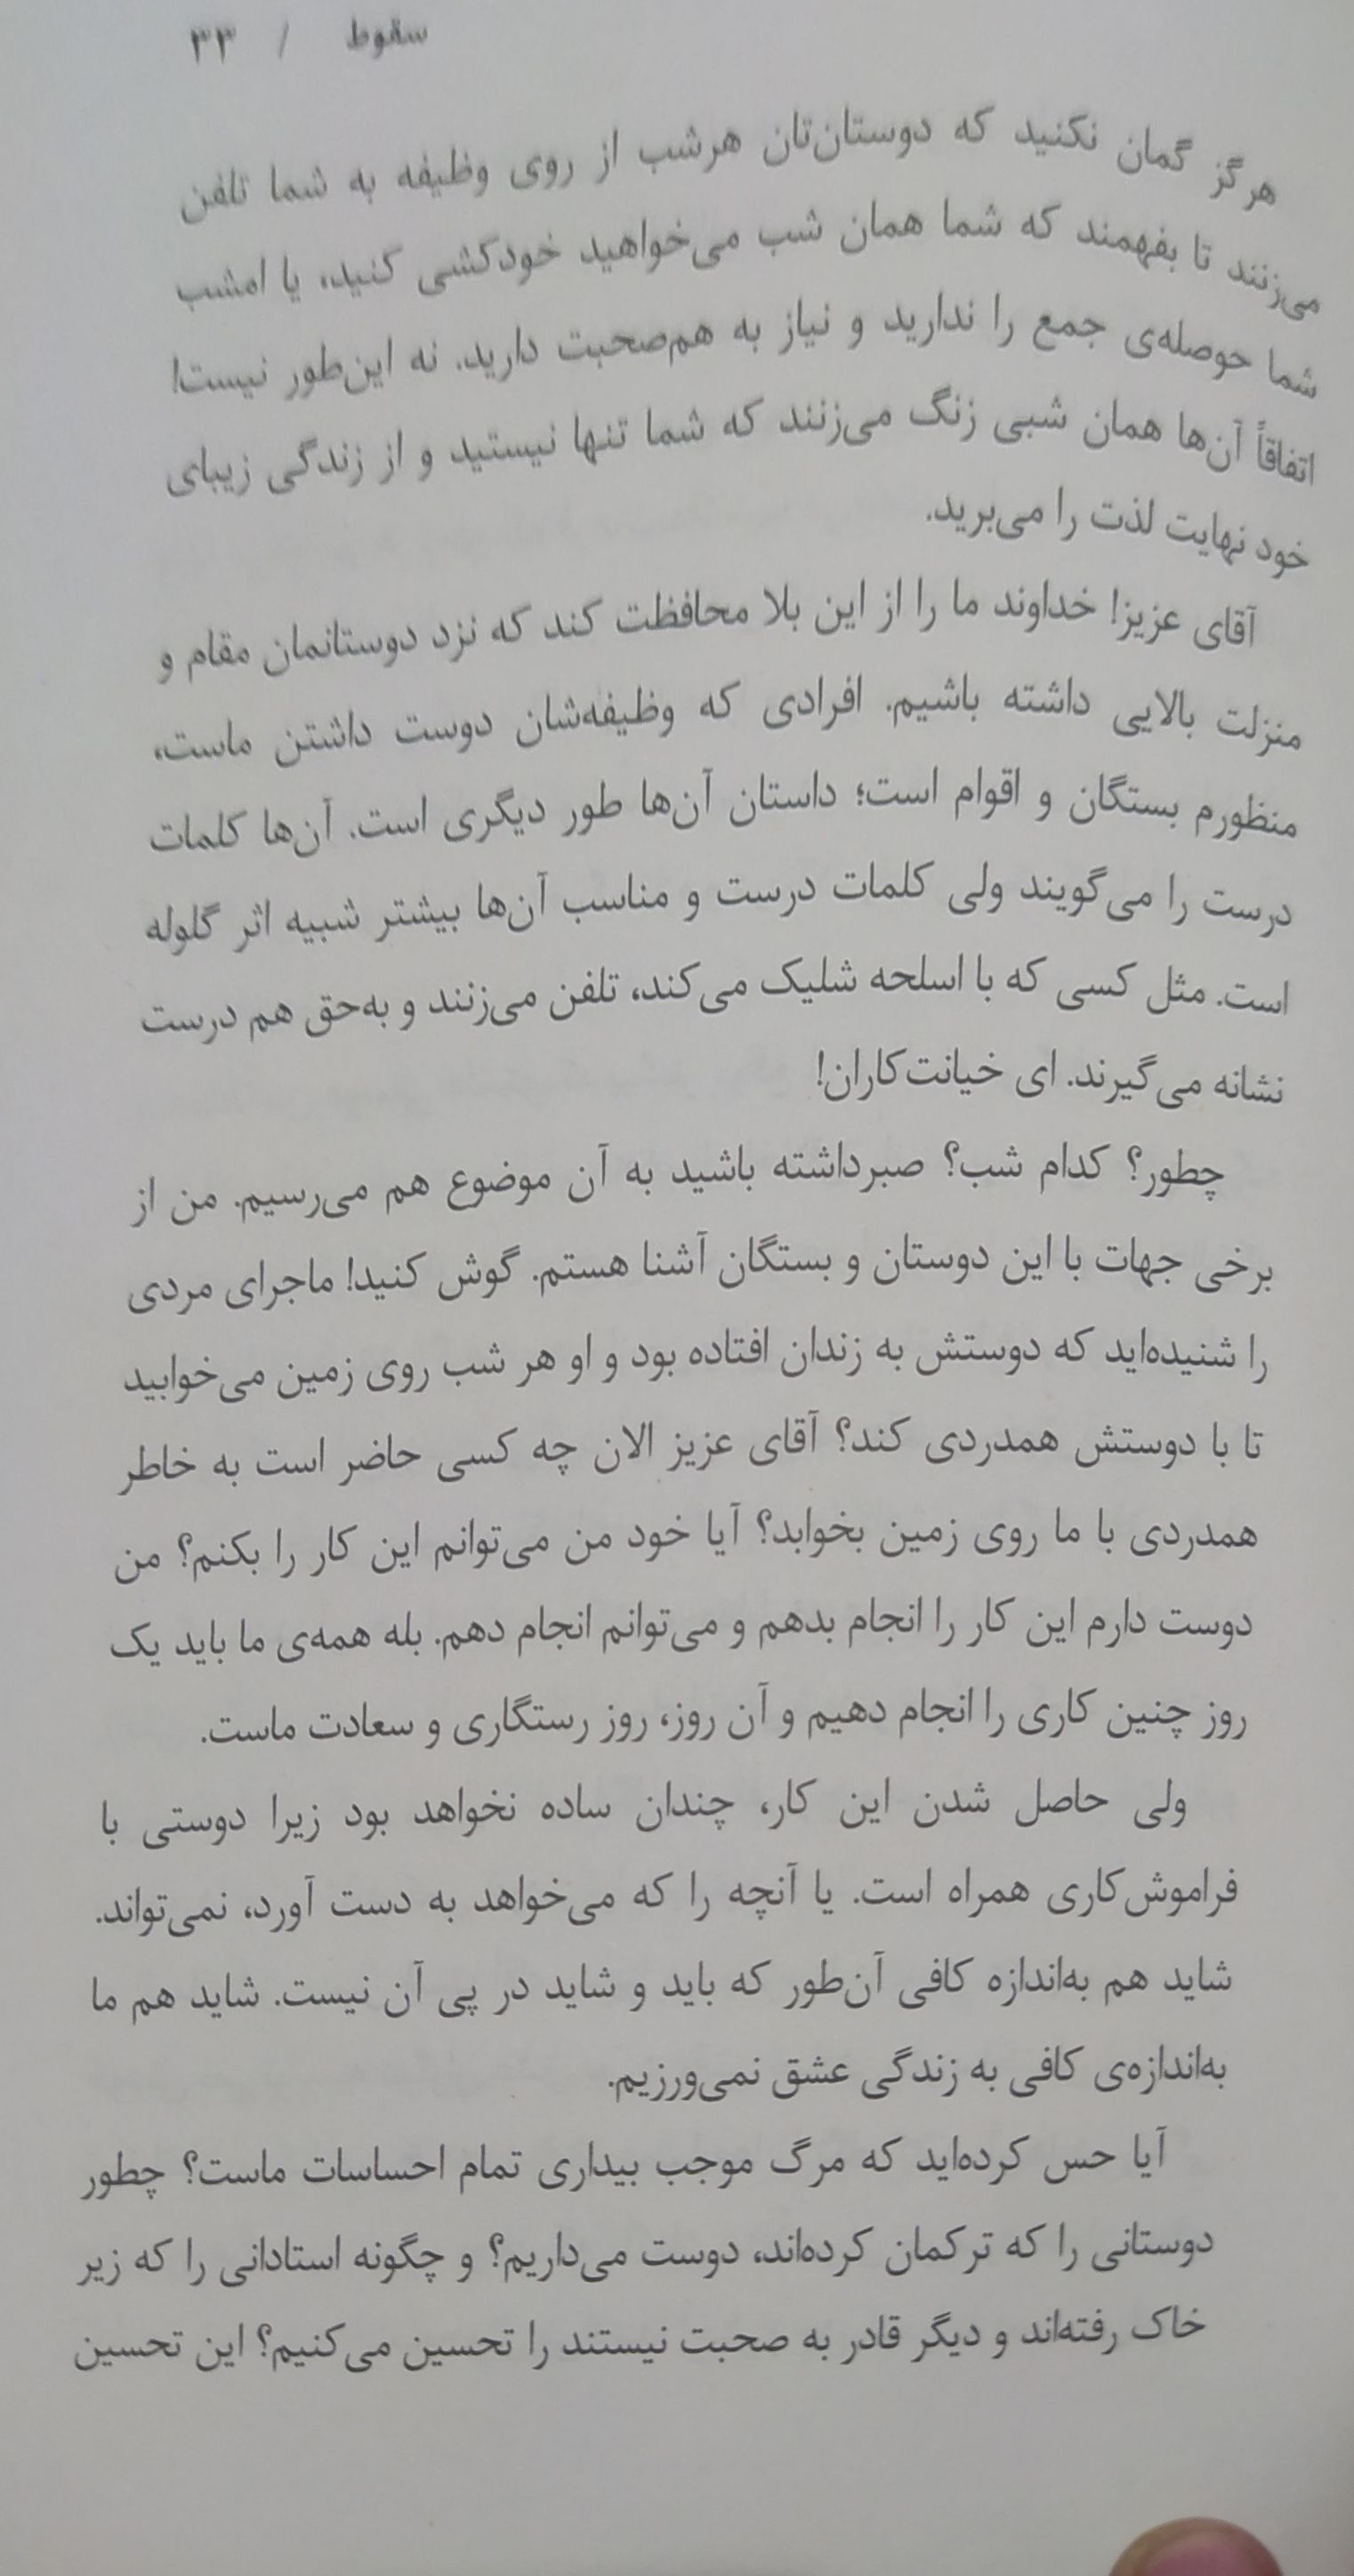 سقوط / ۳۳
هرگز گمان نکنید که دوستان‌تان هرشب از روی وظیفه به شما تلفن
می‌زنند تا بفهمند که شما همان شب می‌خواهید خودکشی کنید، یا امشب
شما حوصله‌ی جمع را ندارید و نیاز به هم‌صحبت دارید. نه این‌طور نیست!
اتفاقاً آن‌ها همان شبی زنگ می‌زنند که شما تنها نیستید و از زندگی زیبای
خود نهایت لذت را می‌برید.
آقای عزیز! خداوند ما را از این بلا محافظت کند که نزد دوستانمان مقام و
منزلت بالایی داشته باشیم. افرادی که وظیفه‌شان دوست داشتن ماست،
منظورم بستگان و اقوام است؛ داستان آن‌ها طور دیگری است. آن‌ها کلمات
درست را می‌گویند ولی کلمات درست و مناسب آن‌ها بیشتر شبیه اثر گلوله
است. مثل کسی که با اسلحه شلیک می‌کند، تلفن می‌زنند و به‌حق هم درست
نشانه می‌گیرند. ای خیانت‌کاران!
چطور؟ کدام شب؟ صبرداشته باشید به آن موضوع هم می‌رسیم. من از
برخی جهات با این دوستان و بستگان آشنا هستم. گوش کنید! ماجرای مردی
را شنیده‌اید که دوستش به زندان افتاده بود و او هر شب روی زمین می‌خوابید
تا با دوستش همدردی کند؟ آقای عزیز الان چه کسی حاضر است به خاطر
همدردی با ما روی زمین بخوابد؟ آیا خود من می‌توانم این کار را بکنم؟ من
دوست دارم این کار را انجام بدهم و می‌توانم انجام دهم. بله همه‌ی ما باید یک
روز چنین کاری را انجام دهیم و آن روز، روز رستگاری و سعادت ماست.
ولی حاصل شدن این کار، چندان ساده نخواهد بود زیرا دوستی با
فراموش‌کاری همراه است. یا آنچه را که می‌خواهد به دست آورد، نمی‌تواند.
شاید هم به‌اندازه کافی آن‌طور که باید و شاید در پی آن نیست. شاید هم ما
به‌اندازه‌ی کافی به زندگی عشق نمی‌ورزیم.
آیا حس کرده‌اید که مرگ موجب بیداری تمام احساسات ماست؟ چطور
دوستانی را که ترکمان کرده‌اند، دوست می‌داریم؟ و چگونه استادانی را که زیر
خاک رفته‌اند و دیگر قادر به صحبت نیستند را تحسین می‌کنیم؟ این تحسین